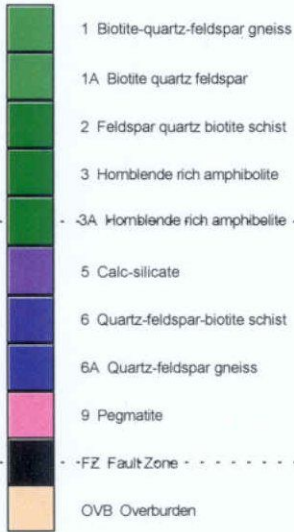 1 Biotite-quartz-feldspar gneiss
1A Biotite quartz feldspar
2 Feldspar quartz biotite schist
3 Hornblende rich amphibolite
3A Hornblende rich amphibolite
5 Calc-silicate
6 Quartz-feldspar-biotite schist
6A Quartz-feldspar gneiss
9 Pegmatite
FZ Fault Zone
OVB Overburden